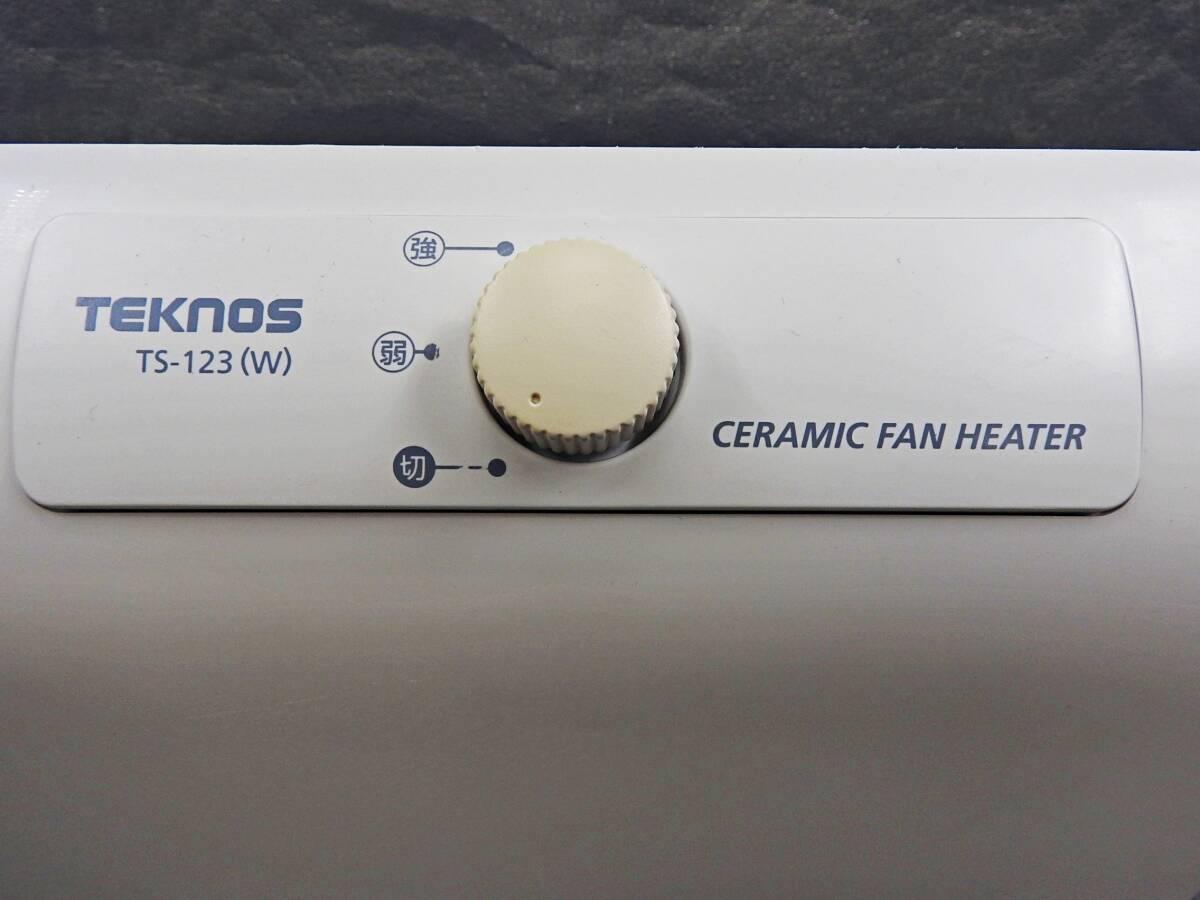 強
TEKNOS
TS-123(W)
弱
切
CERAMIC FAN HEATER